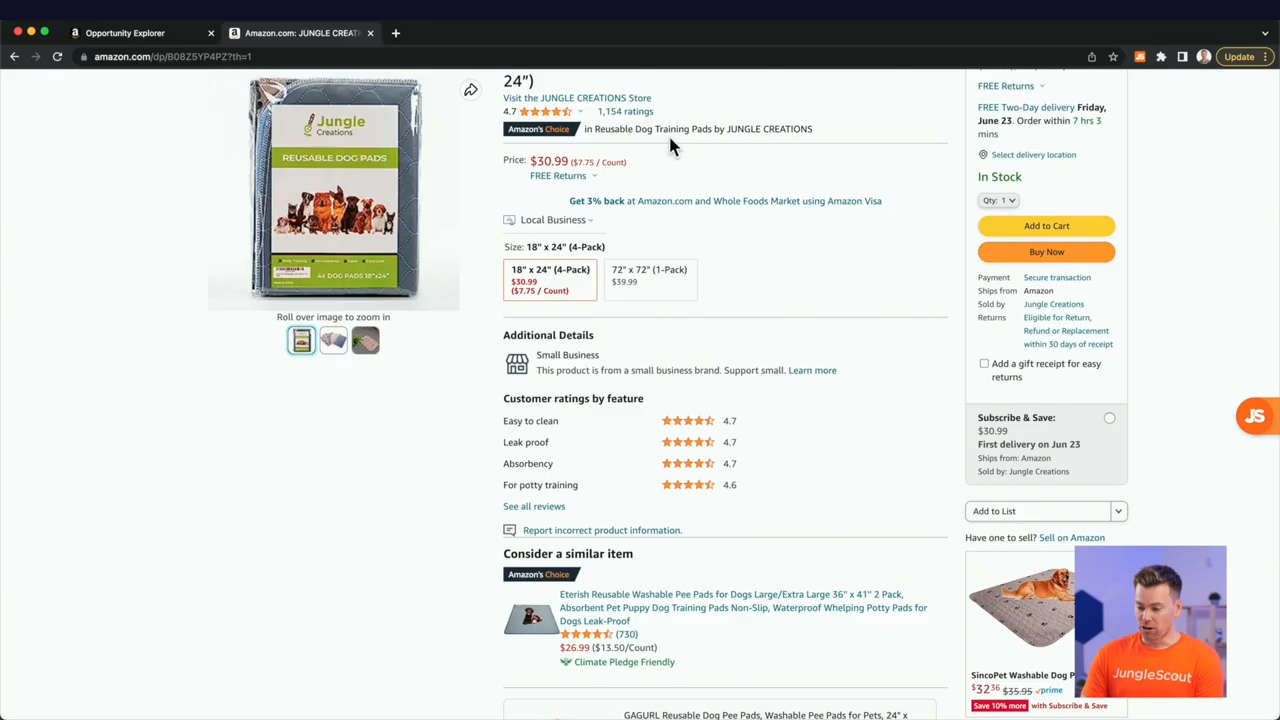 Opportunity Explorer
Amazon.com: JUNGLE CREATI
amazon.com/dp/B08Z5YP4PZ?th=1
Update
24”)
Visit the JUNGLE CREATIONS Store
4.7
1,154 ratings
Amazon's Choice in Reusable Dog Training Pads by JUNGLE CREATIONS
Price: $30.99 ($7.75 / Count)
FREE Returns
Get 3% back at Amazon.com and Whole Foods Market using Amazon Visa
Local Business
Size: 18" x 24" (4-Pack)
18" x 24" (4-Pack)
$30.99
($7.75 / Count)
72" x 72" (1-Pack)
$39.99
Jungle
Creations
REUSABLE DOG PADS
4x DOG PADS 18"x24"
Roll over image to zoom in
Additional Details
Small Business
This product is from a small business brand. Support small. Learn more
Customer ratings by feature
Easy to clean 4.7
Leak proof 4.7
Absorbency 4.7
For potty training 4.6
See all reviews
Report incorrect product information.
Consider a similar item
Amazon's Choice
Eterish Reusable Washable Pee Pads for Dogs Large/Extra Large 36" x 41" 2 Pack,
Absorbent Pet Puppy Dog Training Pads Non-Slip, Waterproof Whelping Potty Pads for
Dogs Leak-Proof
(730)
$26.99 ($13.50/Count)
Climate Pledge Friendly
GAGURL Reusable Dog Pee Pads, Washable Pee Pads for Pets, 24" x
FREE Returns
FREE Two-Day delivery Friday,
June 23. Order within 7 hrs 3
mins
Select delivery location
In Stock
Qty: 1
Add to Cart
Buy Now
Payment Secure transaction
Ships from Amazon
Sold by Jungle Creations
Returns Eligible for Return,
Refund or Replacement
within 30 days of receipt
Add a gift receipt for easy
returns
Subscribe & Save:
$30.99
First delivery on Jun 23
Ships from: Amazon
Sold by: Jungle Creations
Add to List
Have one to sell? Sell on Amazon
SincoPet Washable Dog P
$32.36 $35.95 prime
Save 10% more with Subscribe & Save
JS
JungleScout